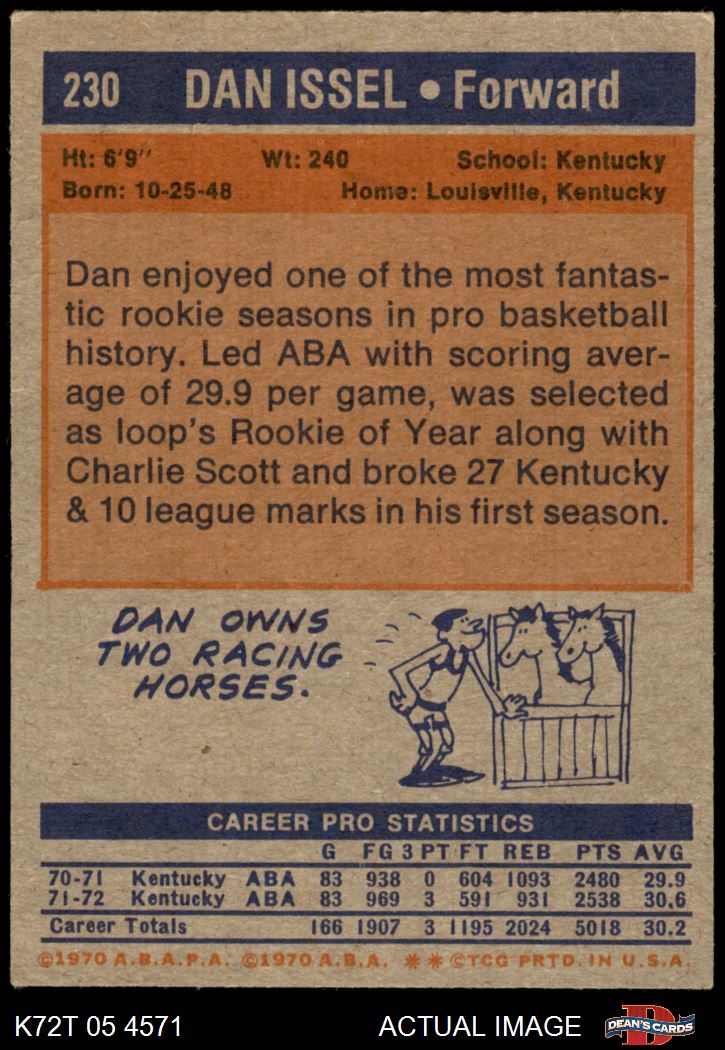 230 DAN ISSEL • Forward
Ht: 6'9" Wt: 240 School: Kentucky
Born: 10-25-48 Home: Louisville, Kentucky
Dan enjoyed one of the most fantas-
tic rookie seasons in pro basketball
history. Led ABA with scoring aver-
age of 29.9 per game, was selected
as loop's Rookie of Year along with
Charlie Scott and broke 27 Kentucky
& 10 league marks in his first season.
DAN OWNS
TWO RACING
HORSES.
CAREER PRO STATISTICS
G FG 3 PT FT REB PTS AVG
70-71 Kentucky ABA 83 938 0 604 1093 2480 29.9
71-72 Kentucky ABA 83 969 3 591 931 2538 30.6
Career Totals 166 1907 3 1195 2024 5018 30.2
©1970 A.B.A.P.A. ©1970 A.B.A. ** ©TCG PRTD. IN U.S.A.
K72T 05 4571 ACTUAL IMAGE DEAN'S CARDS